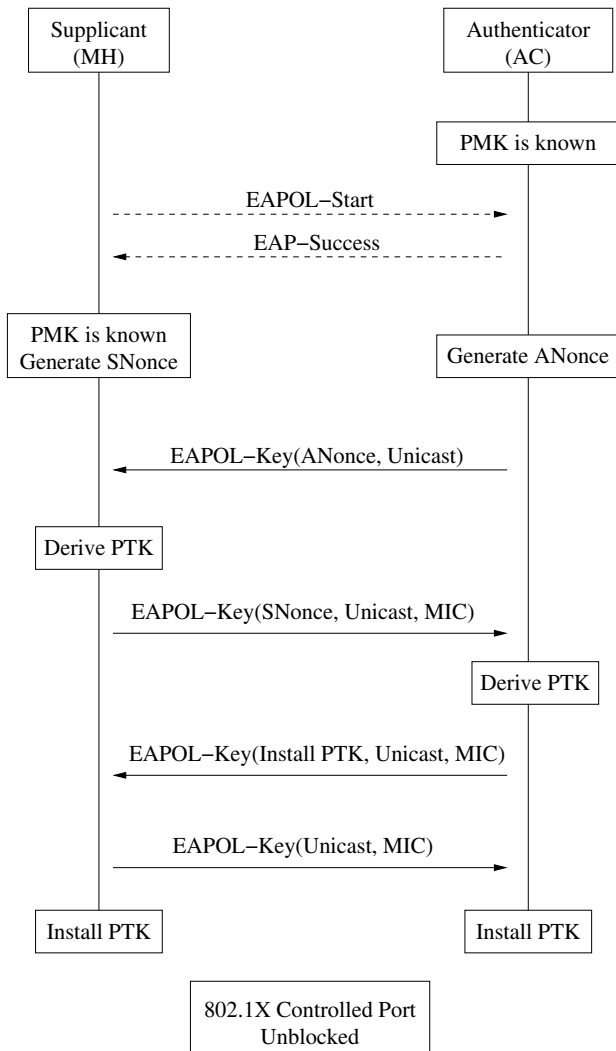 Supplicant
(MH)
Authenticator
(AC)
PMK is known
EAPOL−Start
EAP−Success
PMK is known
Generate SNonce
Generate ANonce
EAPOL−Key(ANonce, Unicast)
Derive PTK
EAPOL−Key(SNonce, Unicast, MIC)
Derive PTK
EAPOL−Key(Install PTK, Unicast, MIC)
EAPOL−Key(Unicast, MIC)
Install PTK
Install PTK
802.1X Controlled Port
Unblocked